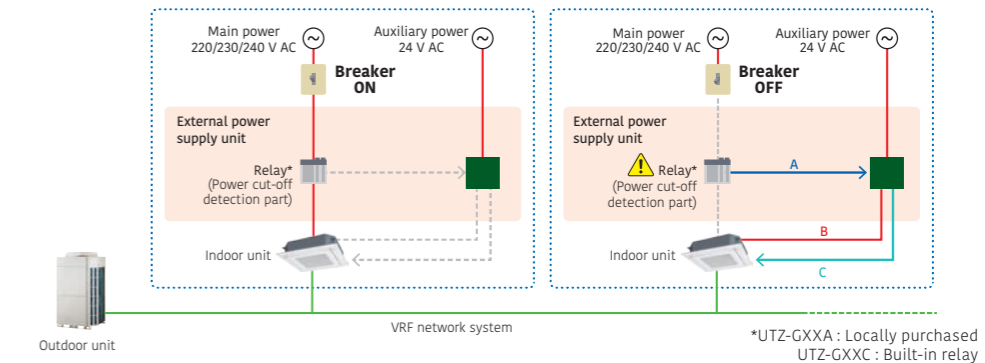 Main power
220/230/240 V AC
Auxiliary power
24 V AC
Breaker
ON
External power
supply unit
Relay*
(Power cut-off
detection part)
Indoor unit
Main power
220/230/240 V AC
Auxiliary power
24 V AC
Breaker
OFF
External power
supply unit
Relay*
(Power cut-off
detection part)
A
B
Indoor unit
C
VRF network system
Outdoor unit
*UTZ-GXXA : Locally purchased
UTZ-GXXC : Built-in relay